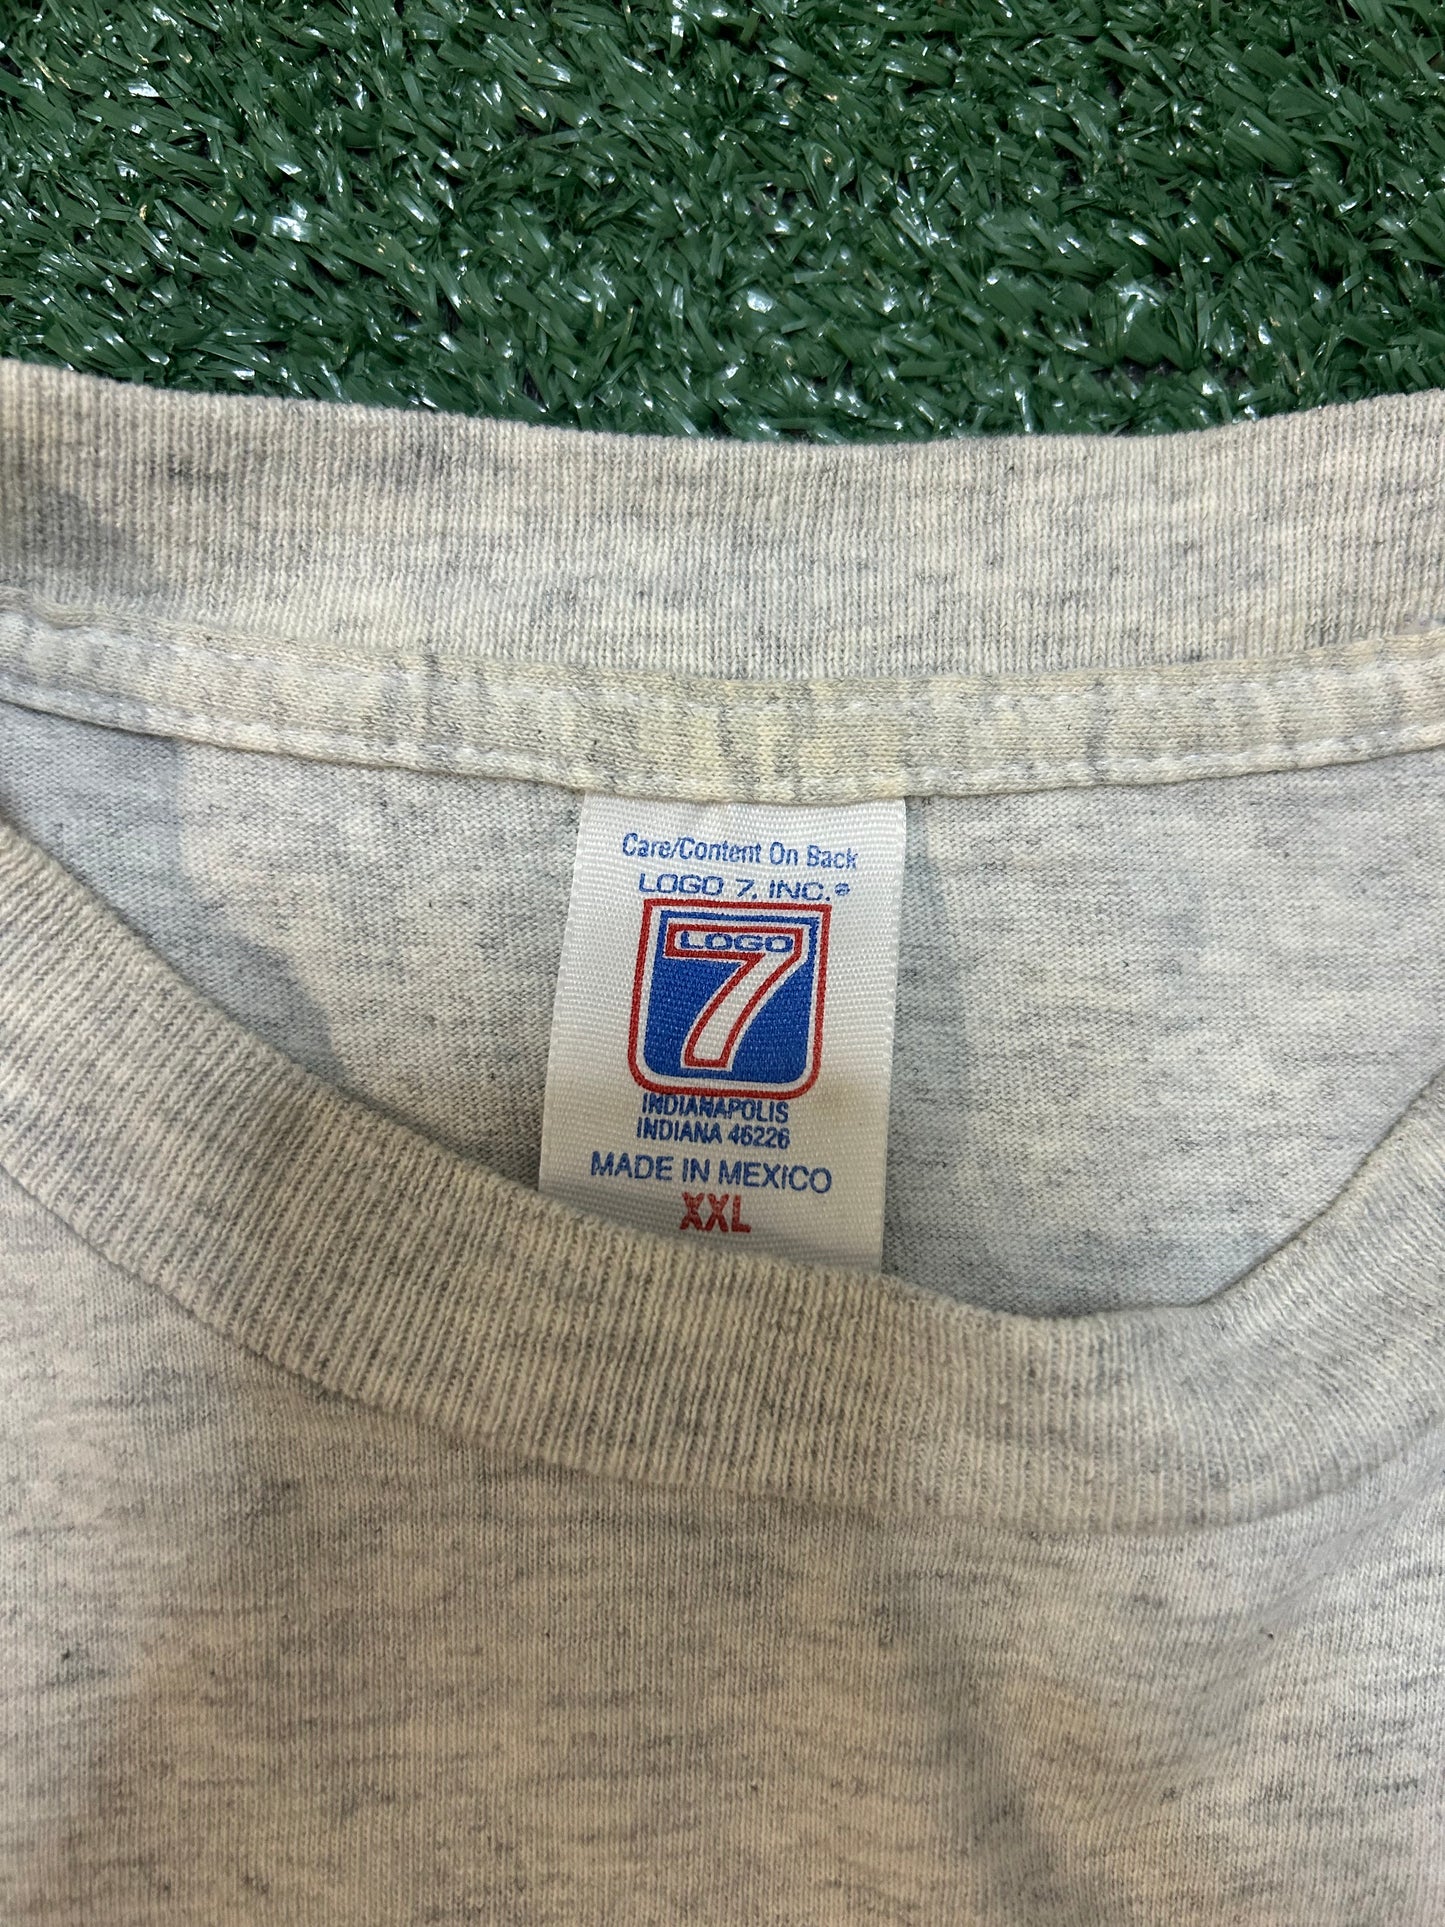 Care/Content On Back
LOGO 7, INC.®
LOGO
7
INDIANAPOLIS
INDIANA 46226
MADE IN MEXICO
XXL